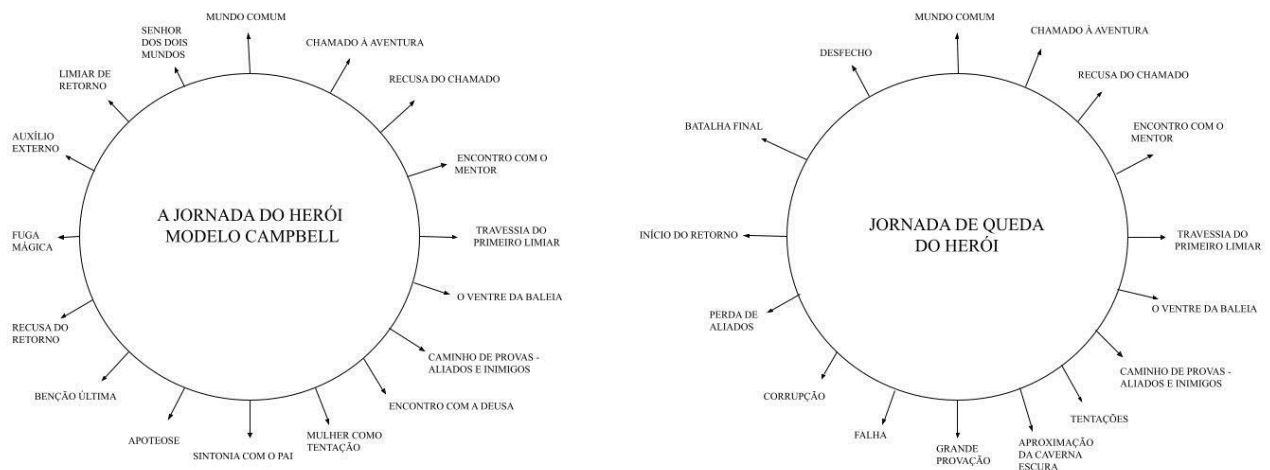 A JORNADA DO HERÓI
MODELO CAMPBELL
MUNDO COMUM
CHAMADO À AVENTURA
RECUSA DO CHAMADO
ENCONTRO COM O
MENTOR
TRAVESSIA DO
PRIMEIRO LIMIAR
O VENTRE DA BALEIA
CAMINHO DE PROVAS -
ALIADOS E INIMIGOS
ENCONTRO COM A DEUSA
MULHER COMO
TENTAÇÃO
SINTONIA COM O PAI
APOTEOSE
BENÇÃO ÚLTIMA
RECUSA DO
RETORNO
FUGA
MÁGICA
AUXÍLIO
EXTERNO
LIMIAR DE
RETORNO
SENHOR
DOS DOIS
MUNDOS
JORNADA DE QUEDA
DO HERÓI
MUNDO COMUM
CHAMADO À AVENTURA
RECUSA DO CHAMADO
ENCONTRO COM O
MENTOR
TRAVESSIA DO
PRIMEIRO LIMIAR
O VENTRE DA BALEIA
CAMINHO DE PROVAS -
ALIADOS E INIMIGOS
TENTAÇÕES
APROXIMAÇÃO
DA CAVERNA
ESCURA
GRANDE
PROVAÇÃO
FALHA
CORRUPÇÃO
PERDA DE
ALIADOS
INÍCIO DO RETORNO
BATALHA FINAL
DESFECHO